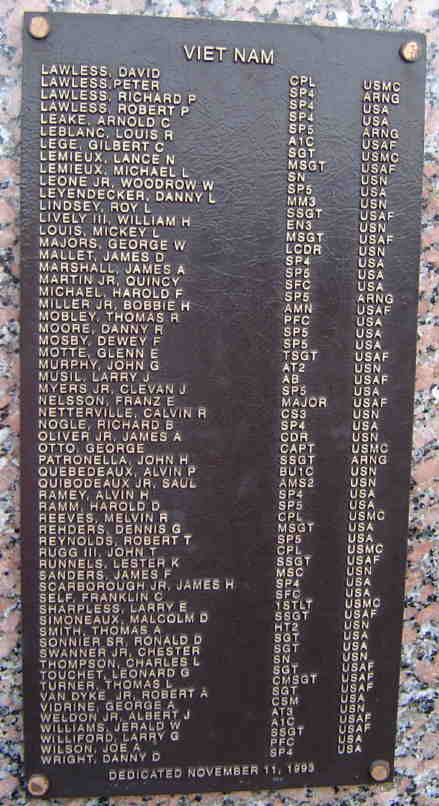 VIET NAM
LAWLESS, DAVID CPL USMC
LAWLESS, PETER SP4 ARNG
LAWLESS, RICHARD P SP4 USA
LAWLESS, ROBERT P SP4 USA
LEAKE, ARNOLD C SP5 ARNG
LEBLANC, LOUIS R A1C USAF
LEGE, GILBERT C SGT USMC
LEMIEUX, LANCE N MSGT USAF
LEMIEUX, MICHAEL L SN USN
LEONE JR, WOODROW W SP5 USA
LEYENDECKER, DANNY L MM3 USN
LINDSEY, ROY L SSGT USAF
LIVELY III, WILLIAM H EN3 USN
LOUIS, MICKEY L MSGT USAF
MAJORS, GEORGE W LCDR USN
MALLET, JAMES D SP4 USA
MARSHALL, JAMES A SP5 USA
MARTIN JR, QUINCY SFC USA
MICHAEL, HAROLD F SP5 ARNG
MILLER JR, BOBBIE H AMN USAF
MOBLEY, THOMAS R PFC USA
MOORE, DANNY R SP5 USA
MOSBY, DEWEY F SP5 USA
MOTTE, GLENN E TSGT USAF
MURPHY, JOHN G AT2 USN
MUSIL, LARRY J AB USAF
MYERS JR, CLEVAN J SP5 USA
NELSSON, FRANZ E MAJOR USAF
NETTERVILLE, CALVIN R CS3 USN
NOGLE, RICHARD B SP4 USA
OLIVER JR, JAMES A CDR USN
OTTO, GEORGE CAPT USMC
PATRONELLA, JOHN H SSGT ARNG
QUEBEDEAUX, ALVIN P BU1C USN
QUIBODEAUX JR, SAUL AMS2 USN
RAMEY, ALVIN H SP4 USA
RAMM, HAROLD D SP5 USA
REEVES, MELVIN R CPL USMC
REHDERS, DENNIS G MSGT USA
REYNOLDS, ROBERT T SP5 USA
RUGG III, JOHN T CPL USMC
RUNNELS, LESTER K SSGT USAF
SANDERS, JAMES F MS3 USN
SCARBOROUGH JR, JAMES H SP4 USA
SELF, FRANKLIN C SFC USA
SHARPLESS, LARRY E 1STLT USMC
SIMONEAUX, MALCOLM D SSGT USAF
SMITH, THOMAS A HT2 USN
SONNIER SR, RONALD D SGT USA
SWANNER JR, CHESTER SGT USA
THOMPSON, CHARLES L SN USN
TOUCHET, LEONARD G SGT USAF
TURNER, THOMAS L CMSGT USAF
VAN DYKE JR, ROBERT A SGT USAF
VIDRINE, GEORGE A CSM USA
WELDON JR, ALBERT J AT3 USN
WILLIAMS, JERALD W A1C USAF
WILLIFORD, LARRY G SSGT USAF
WILSON, JOE A PFC USA
WRIGHT, DANNY D SP4 USA
DEDICATED NOVEMBER 11, 1993